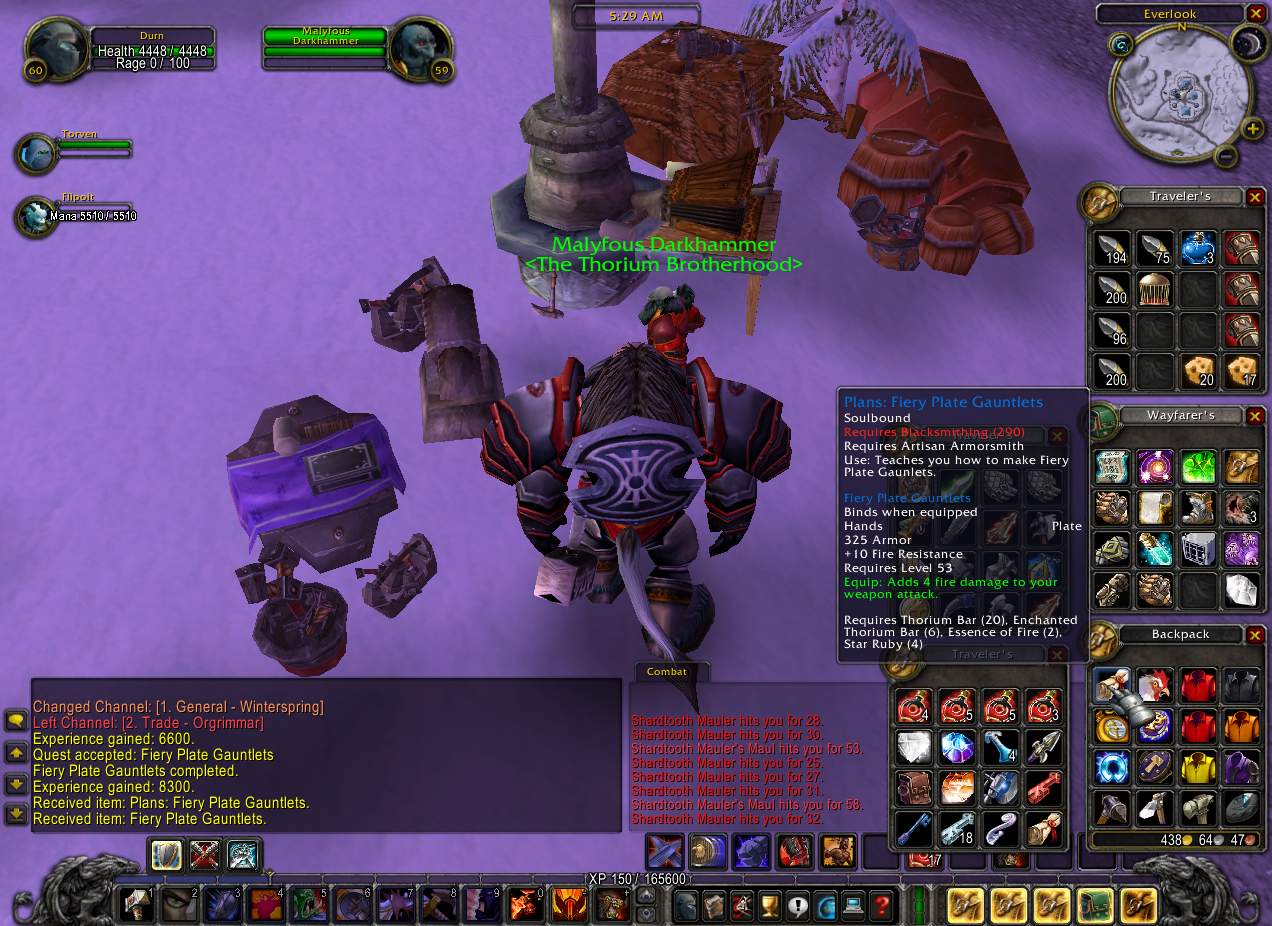 5:29 AM
Durn
Health 4448 / 4448
Rage 0 / 100
60
Malyfous
Darkhammer
59
Everlook
N
Torven
Flipoit
Mana 5510 / 5510
Malyfous Darkhammer
<The Thorium Brotherhood>
Traveler's
194
75
3
200
96
200
20
17
Wayfarer's
3
Backpack
438 64 47
Plans: Fiery Plate Gauntlets
Soulbound
Requires Blacksmithing (290)
Requires Artisan Armorsmith
Use: Teaches you how to make Fiery
Plate Gauntlets.
Fiery Plate Gauntlets
Binds when equipped
Hands Plate
325 Armor
+10 Fire Resistance
Requires Level 53
Equip: Adds 4 fire damage to your
weapon attack.
Requires Thorium Bar (20), Enchanted
Thorium Bar (6), Essence of Fire (2),
Star Ruby (4)
Traveler's
4
5
5
3
4
18
17
Combat
Changed Channel: [1. General - Winterspring]
Left Channel: [2. Trade - Orgrimmar]
Experience gained: 6600.
Quest accepted: Fiery Plate Gauntlets
Fiery Plate Gauntlets completed.
Experience gained: 8300.
Received item: Plans: Fiery Plate Gauntlets.
Received item: Fiery Plate Gauntlets.
Shardtooth Mauler hits you for 28.
Shardtooth Mauler hits you for 30.
Shardtooth Mauler's Maul hits you for 53.
Shardtooth Mauler hits you for 25.
Shardtooth Mauler hits you for 27.
Shardtooth Mauler hits you for 31.
Shardtooth Mauler's Maul hits you for 58.
Shardtooth Mauler hits you for 32.
XP 150 / 165600
1 2 3 4 5 6 7 8 9 0 - +